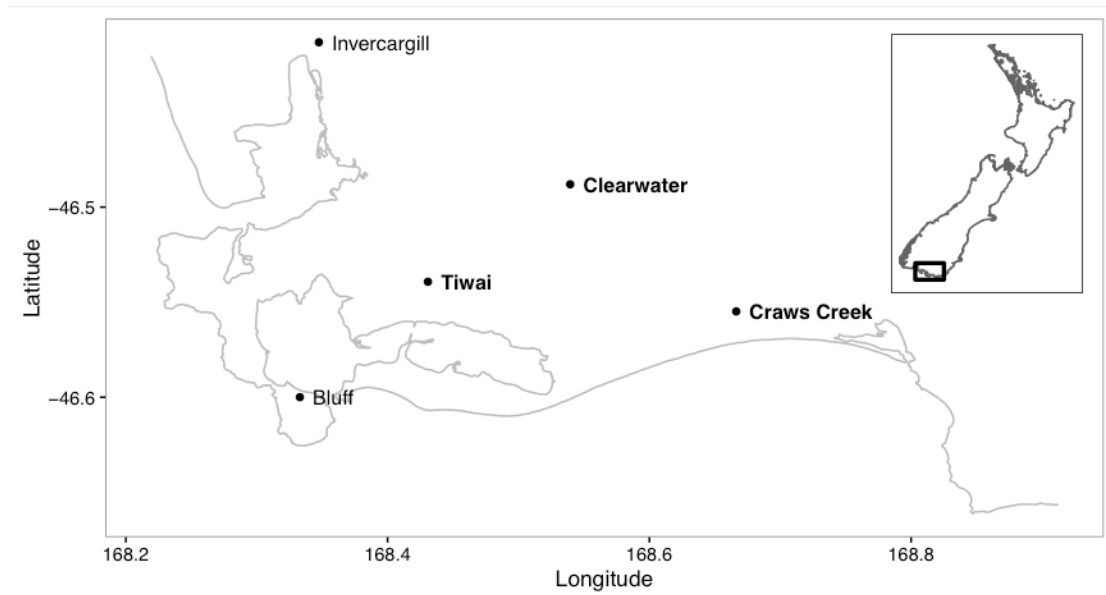 Invercargill
Clearwater
−46.5
Tiwai
Craws Creek
−46.6
Bluff
168.2
168.4
168.6
168.8
Latitude
Longitude